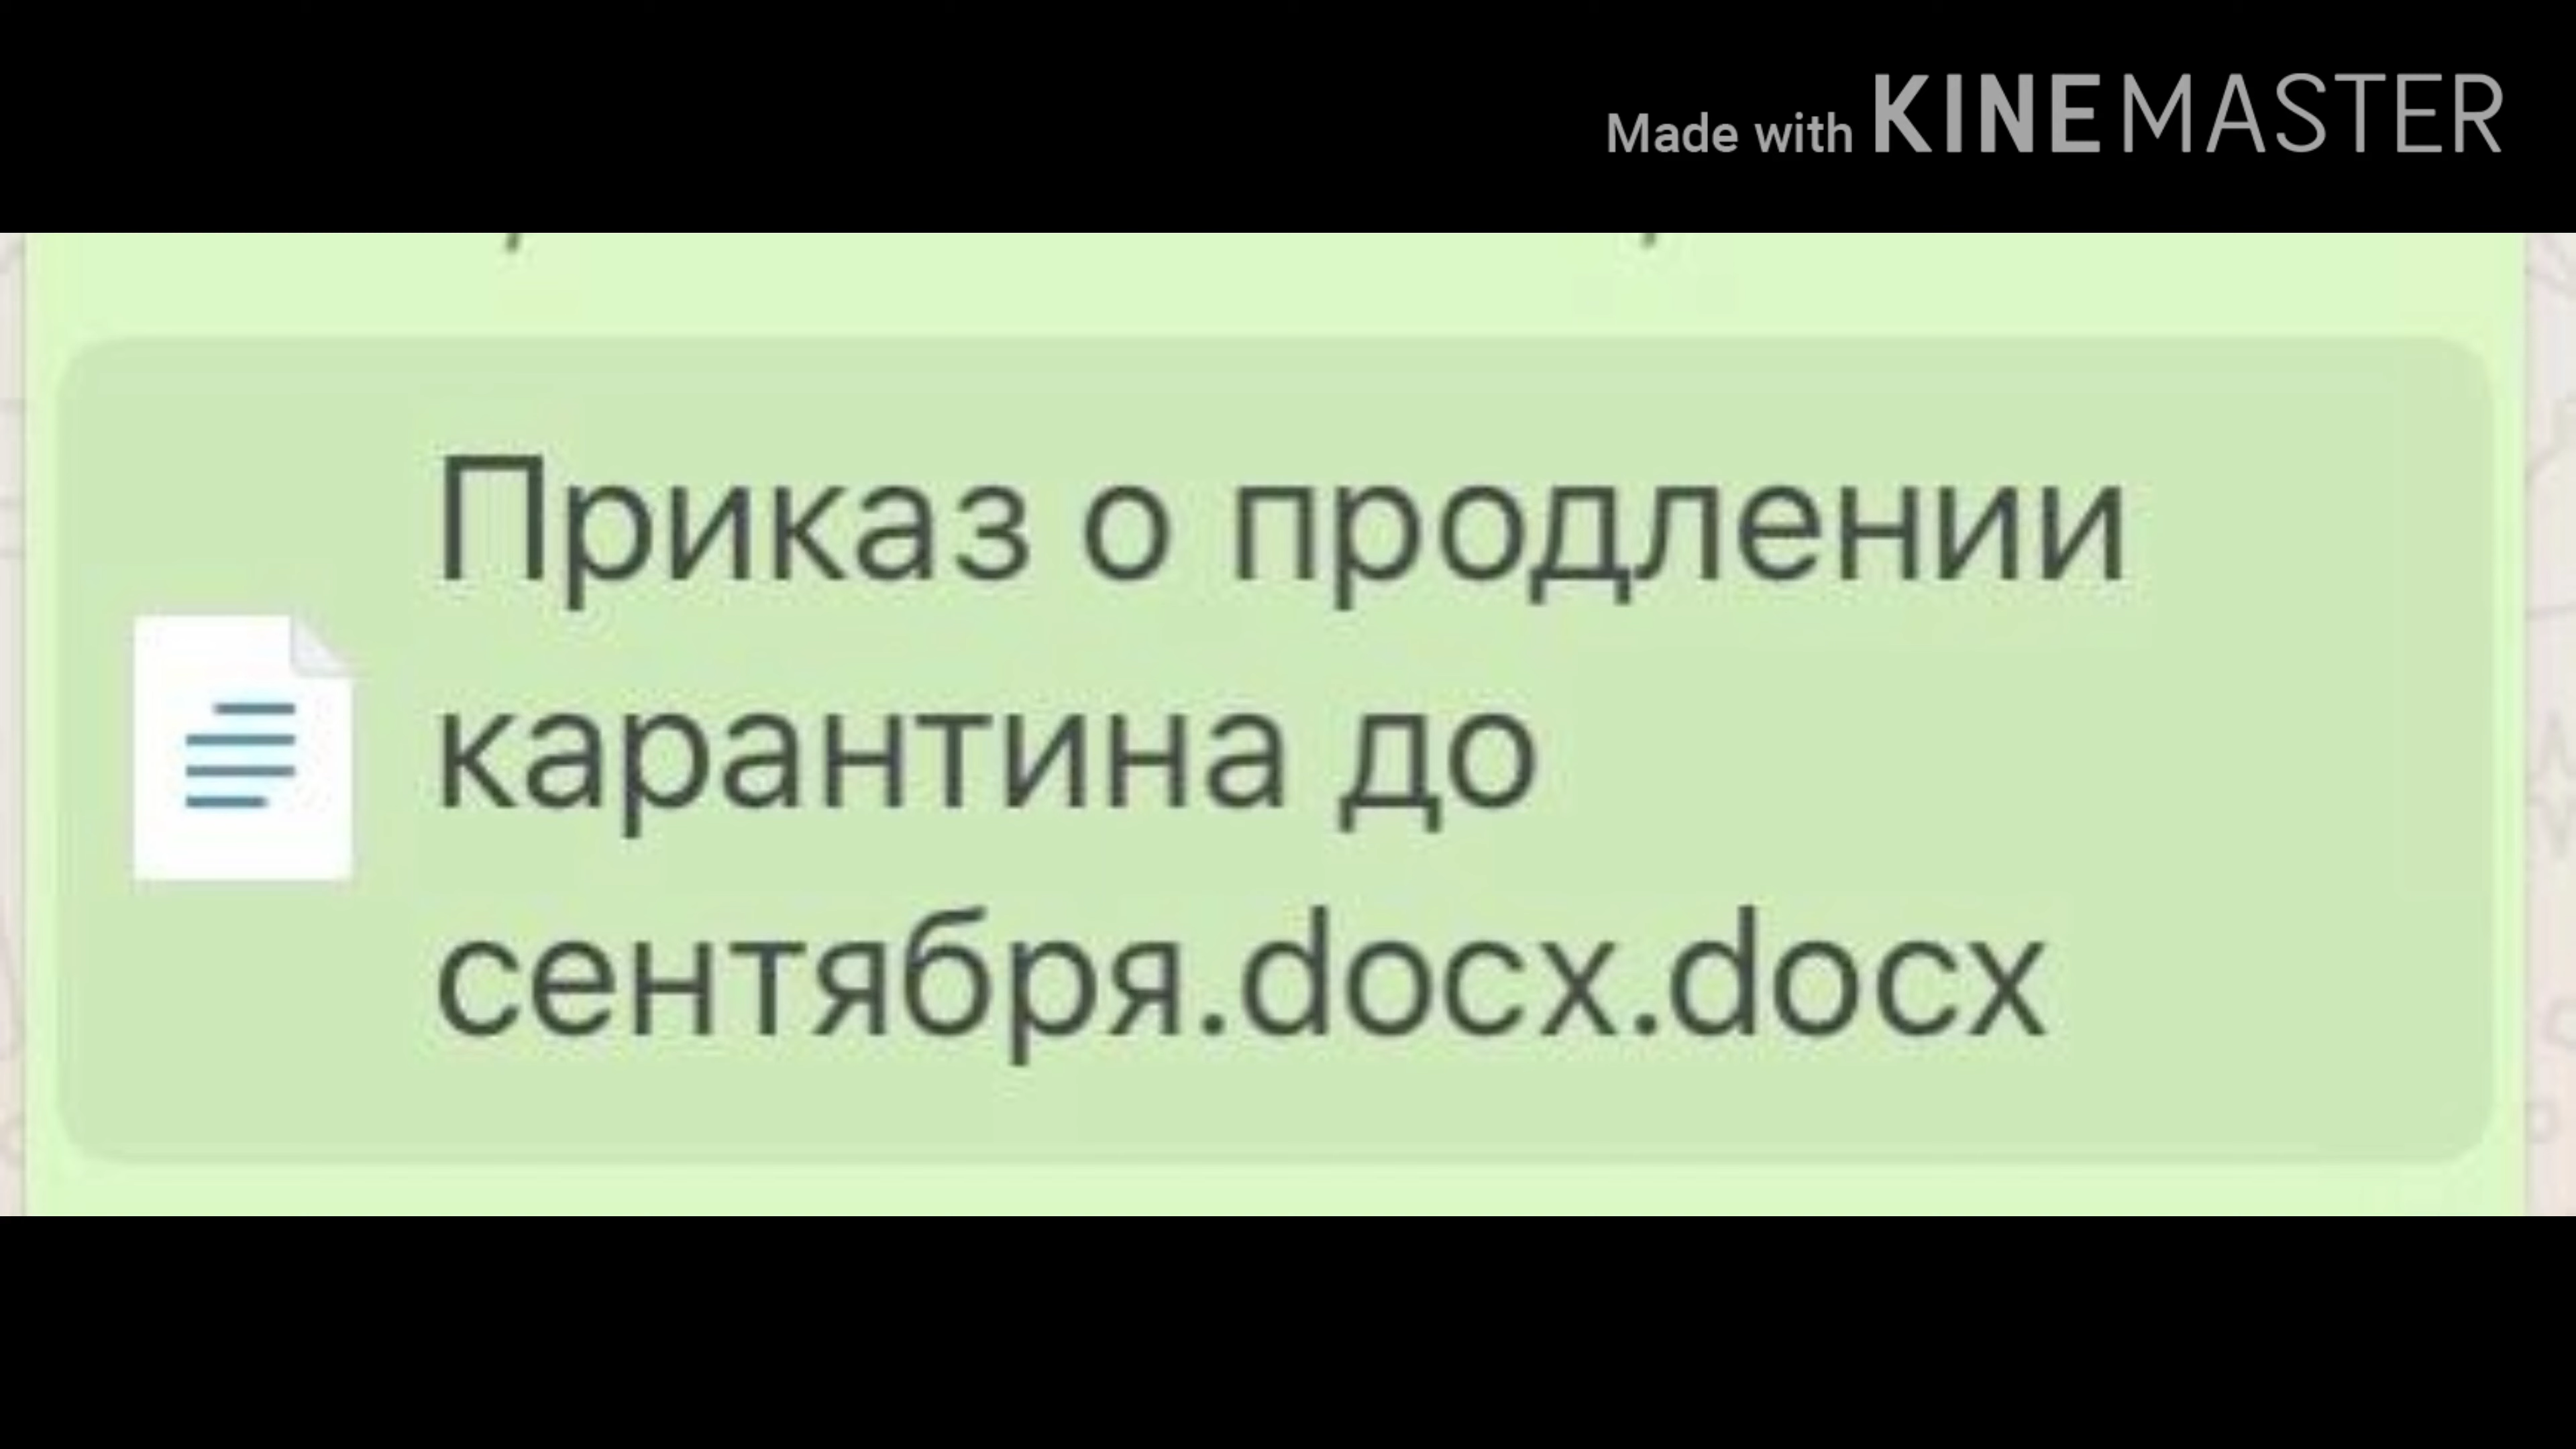 Made with KINEMASTER
Приказ о продлении
карантина до
сентября.docx.docx